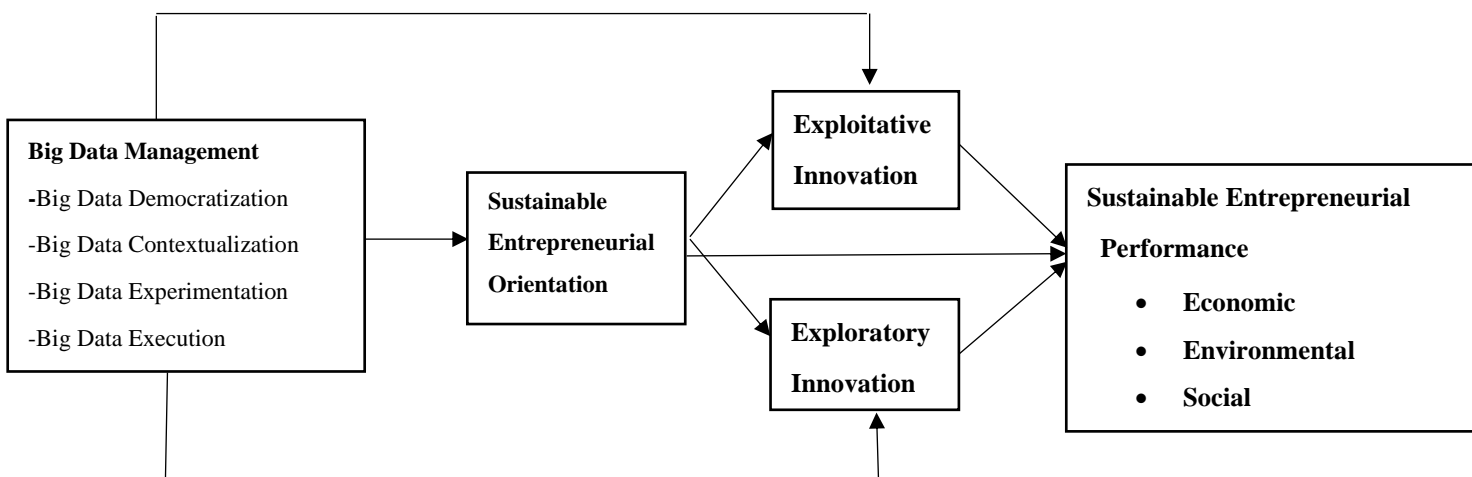 Big Data Management
-Big Data Democratization
-Big Data Contextualization
-Big Data Experimentation
-Big Data Execution
Sustainable
Entrepreneurial
Orientation
Exploitative
Innovation
Exploratory
Innovation
Sustainable Entrepreneurial
Performance
• Economic
• Environmental
• Social